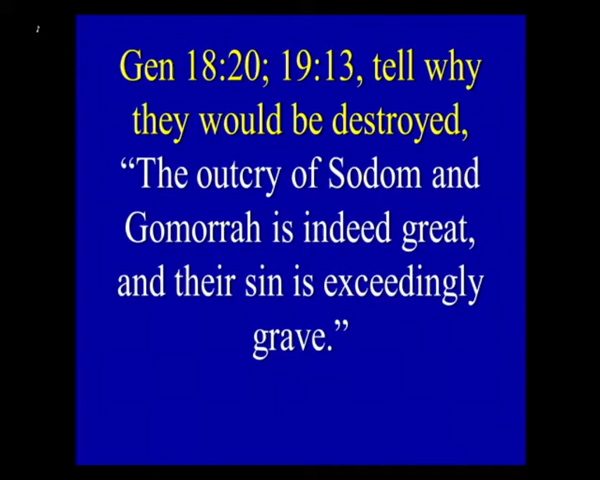 Gen 18:20; 19:13, tell why
they would be destroyed,
“The outcry of Sodom and
Gomorrah is indeed great,
and their sin is exceedingly
grave.”